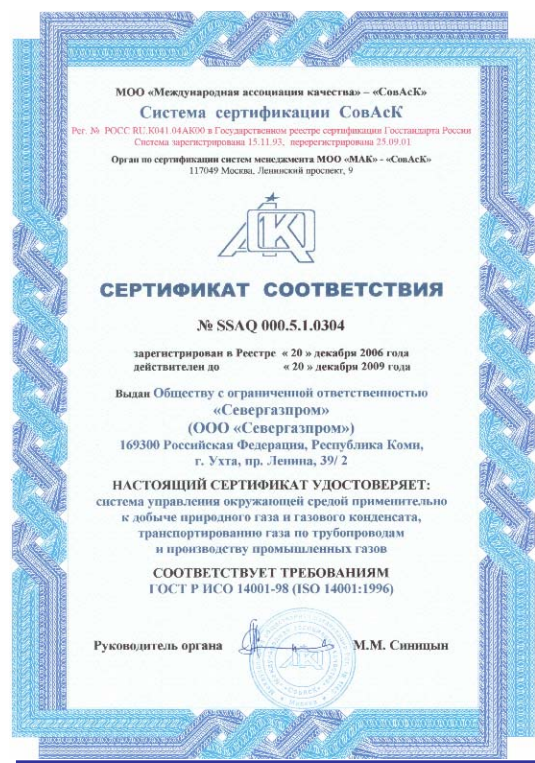 МОО «Международная ассоциация качества» – «СовАсК»
Система сертификации СовАсК
Рег. № РОСС RU.К041.04АК00 в Государственном реестре сертификации Госстандарта России
Система зарегистрирована 15.11.93, перерегистрирована 25.09.01
Орган по сертификации систем менеджмента МОО «МАК» - «СовАсК»
117049 Москва, Ленинский проспект, 9
СЕРТИФИКАТ СООТВЕТСТВИЯ
№ SSAQ 000.5.1.0304
зарегистрирован в Реестре « 20 » декабря 2006 года
действителен до « 20 » декабря 2009 года
Выдан Обществу с ограниченной ответственностью
«Севергазпром»
(ООО «Севергазпром»)
169300 Российская Федерация, Республика Коми,
г. Ухта, пр. Ленина, 39/ 2
НАСТОЯЩИЙ СЕРТИФИКАТ УДОСТОВЕРЯЕТ:
система управления окружающей средой применительно
к добыче природного газа и газового конденсата,
транспортированию газа по трубопроводам
и производству промышленных газов
СООТВЕТСТВУЕТ ТРЕБОВАНИЯМ
ГОСТ Р ИСО 14001-98 (ISO 14001:1996)
Руководитель органа М.М. Синицын